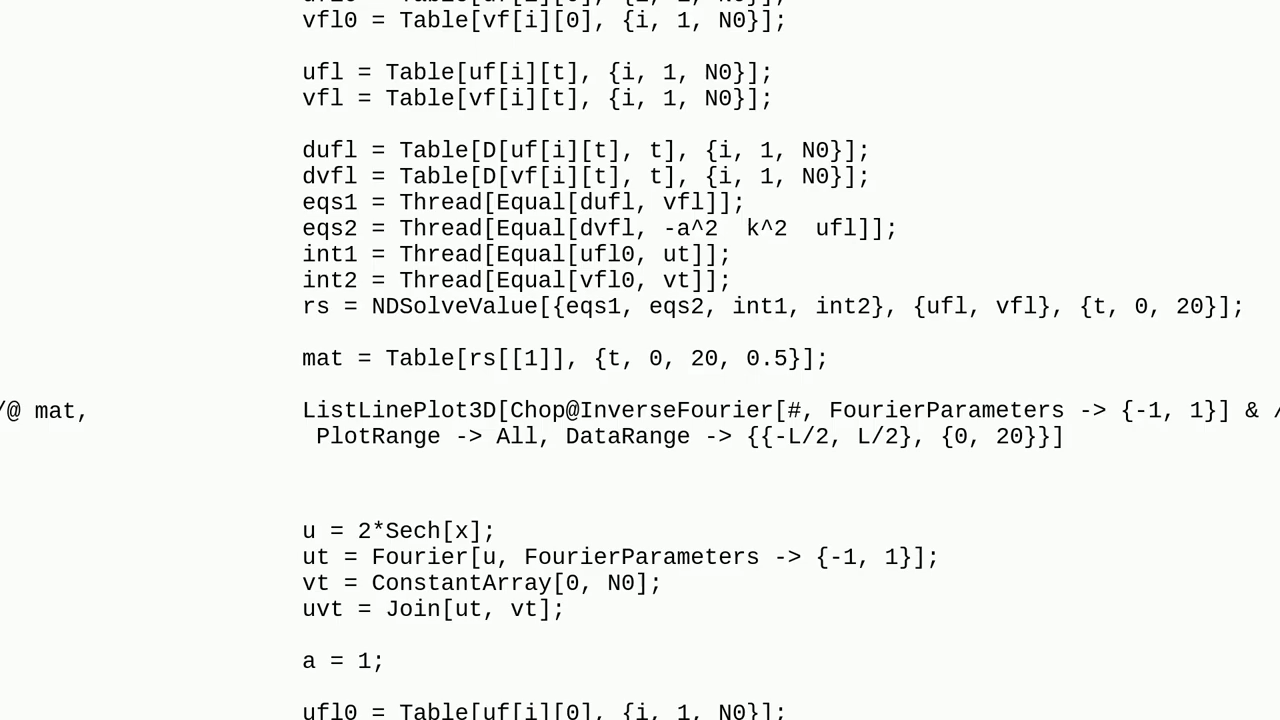 vfl0 = Table[vf[i][0], {i, 1, N0}];
ufl = Table[uf[i][t], {i, 1, N0}];
vfl = Table[vf[i][t], {i, 1, N0}];
dufl = Table[D[uf[i][t], t], {i, 1, N0}];
dvfl = Table[D[vf[i][t], t], {i, 1, N0}];
eqs1 = Thread[Equal[dufl, vfl]];
eqs2 = Thread[Equal[dvfl, -a^2  k^2  ufl]];
int1 = Thread[Equal[ufl0, ut]];
int2 = Thread[Equal[vfl0, vt]];
rs = NDSolveValue[{eqs1, eqs2, int1, int2}, {ufl, vfl}, {t, 0, 20}];
mat = Table[rs[[1]], {t, 0, 20, 0.5}];
/@ mat,
ListLinePlot3D[Chop@InverseFourier[#, FourierParameters -> {-1, 1}] & /
PlotRange -> All, DataRange -> {{-L/2, L/2}, {0, 20}}]
u = 2*Sech[x];
ut = Fourier[u, FourierParameters -> {-1, 1}];
vt = ConstantArray[0, N0];
uvt = Join[ut, vt];
a = 1;
ufl0 = Table[uf[i][0], {i, 1, N0}];